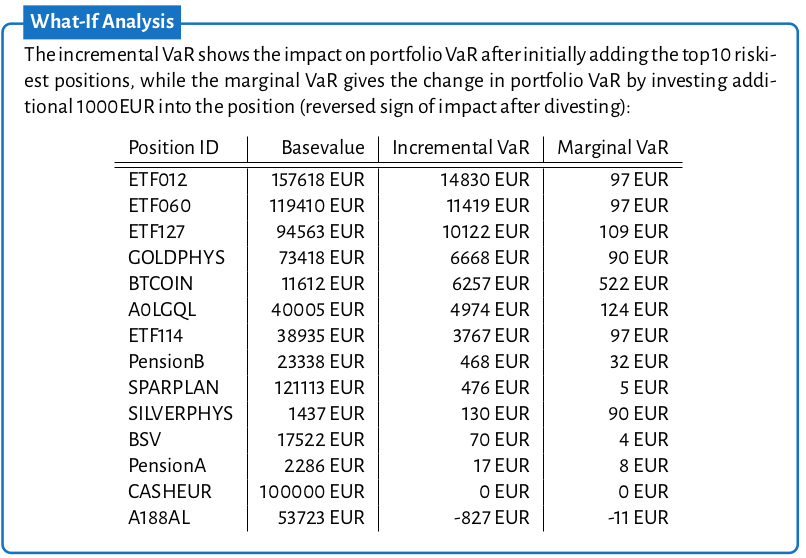 What-If Analysis
The incremental VaR shows the impact on portfolio VaR after initially adding the top10 riski-
est positions, while the marginal VaR gives the change in portfolio VaR by investing addi-
tional 1000EUR into the position (reversed sign of impact after divesting):
Position ID Basevalue Incremental VaR Marginal VaR
ETF012 157618 EUR 14830 EUR 97 EUR
ETF060 119410 EUR 11419 EUR 97 EUR
ETF127 94563 EUR 10122 EUR 109 EUR
GOLDPHYS 73418 EUR 6668 EUR 90 EUR
BTCOIN 11612 EUR 6257 EUR 522 EUR
A0LGQL 40005 EUR 4974 EUR 124 EUR
ETF114 38935 EUR 3767 EUR 97 EUR
PensionB 23338 EUR 468 EUR 32 EUR
SPARPLAN 121113 EUR 476 EUR 5 EUR
SILVERPHYS 1437 EUR 130 EUR 90 EUR
BSV 17522 EUR 70 EUR 4 EUR
PensionA 2286 EUR 17 EUR 8 EUR
CASHEUR 100000 EUR 0 EUR 0 EUR
A188AL 53723 EUR -827 EUR -11 EUR